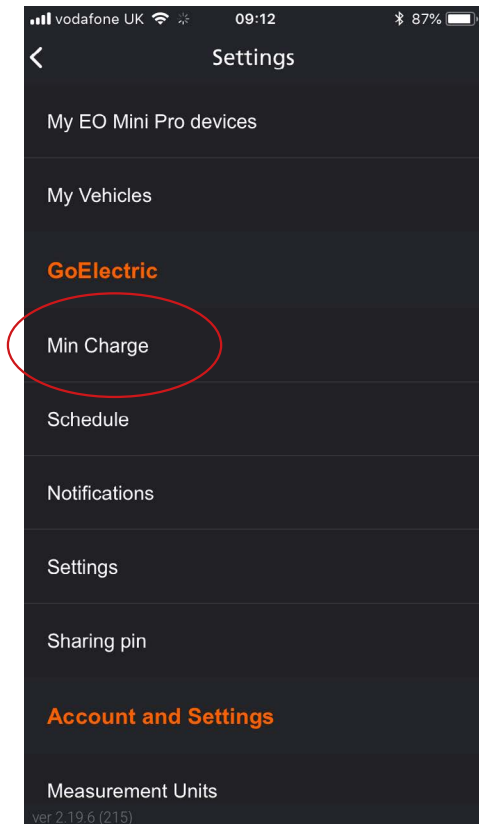 vodafone UK 09:12 87%
Settings
My EO Mini Pro devices
My Vehicles
GoElectric
Min Charge
Schedule
Notifications
Settings
Sharing pin
Account and Settings
Measurement Units
ver 2.19.6 (215)